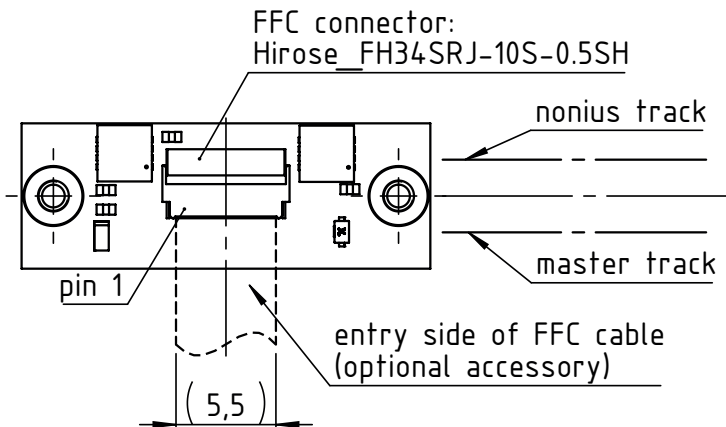 FFC connector:
Hirose_FH34SRJ-10S-0.5SH
nonius track
master track
pin 1
entry side of FFC cable
(optional accessory)
(5,5)